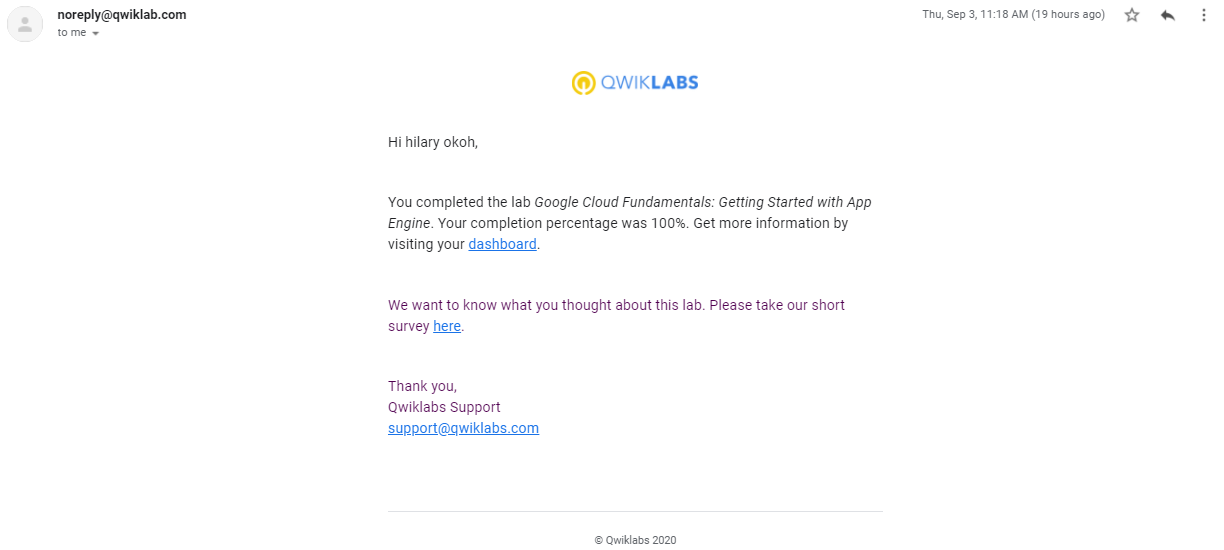 noreply@qwiklab.com
Thu, Sep 3, 11:18 AM (19 hours ago)
to me
QWIKLABS
Hi hilary okoh,
You completed the lab Google Cloud Fundamentals: Getting Started with App
Engine. Your completion percentage was 100%. Get more information by
visiting your dashboard.
We want to know what you thought about this lab. Please take our short
survey here.
Thank you,
Qwiklabs Support
support@qwiklabs.com
© Qwiklabs 2020